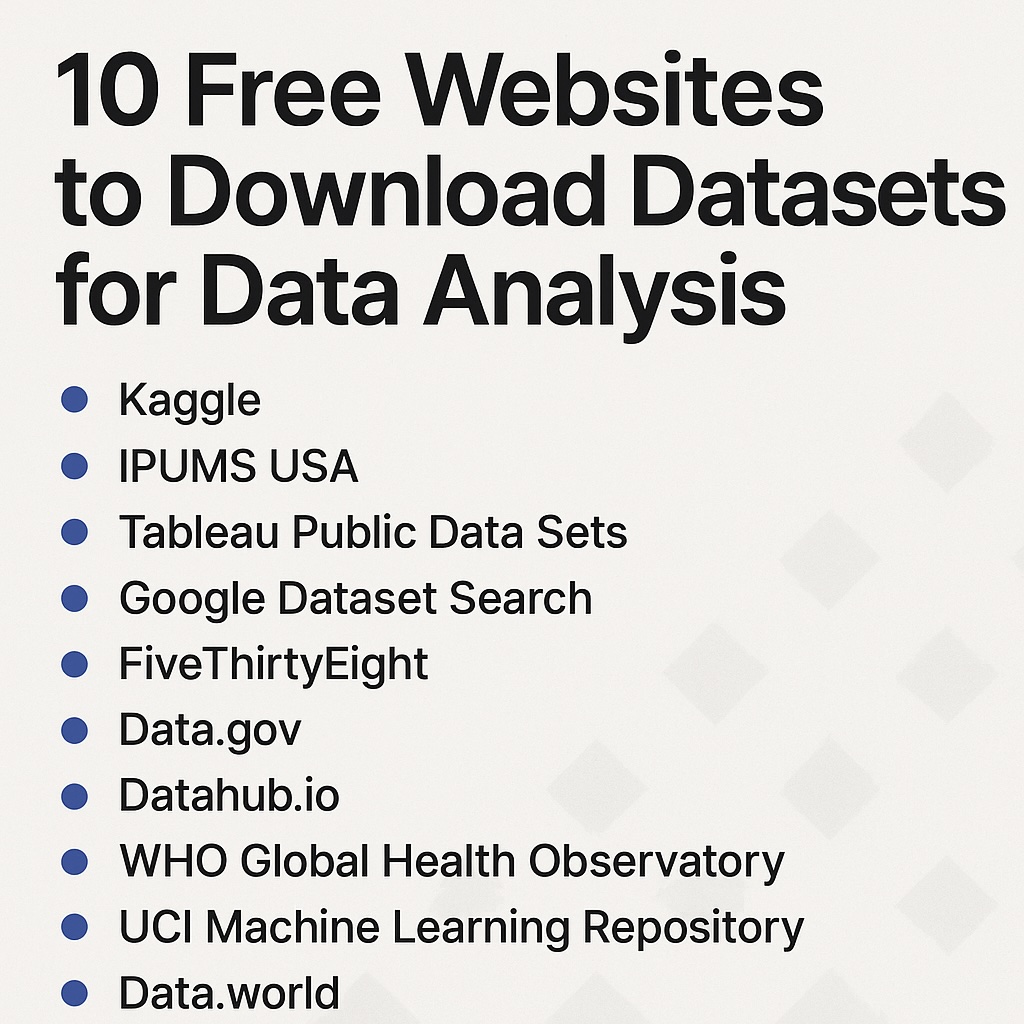 10 Free Websites
to Download Datasets
for Data Analysis
Kaggle
IPUMS USA
Tableau Public Data Sets
Google Dataset Search
FiveThirtyEight
Data.gov
Datahub.io
WHO Global Health Observatory
UCI Machine Learning Repository
Data.world